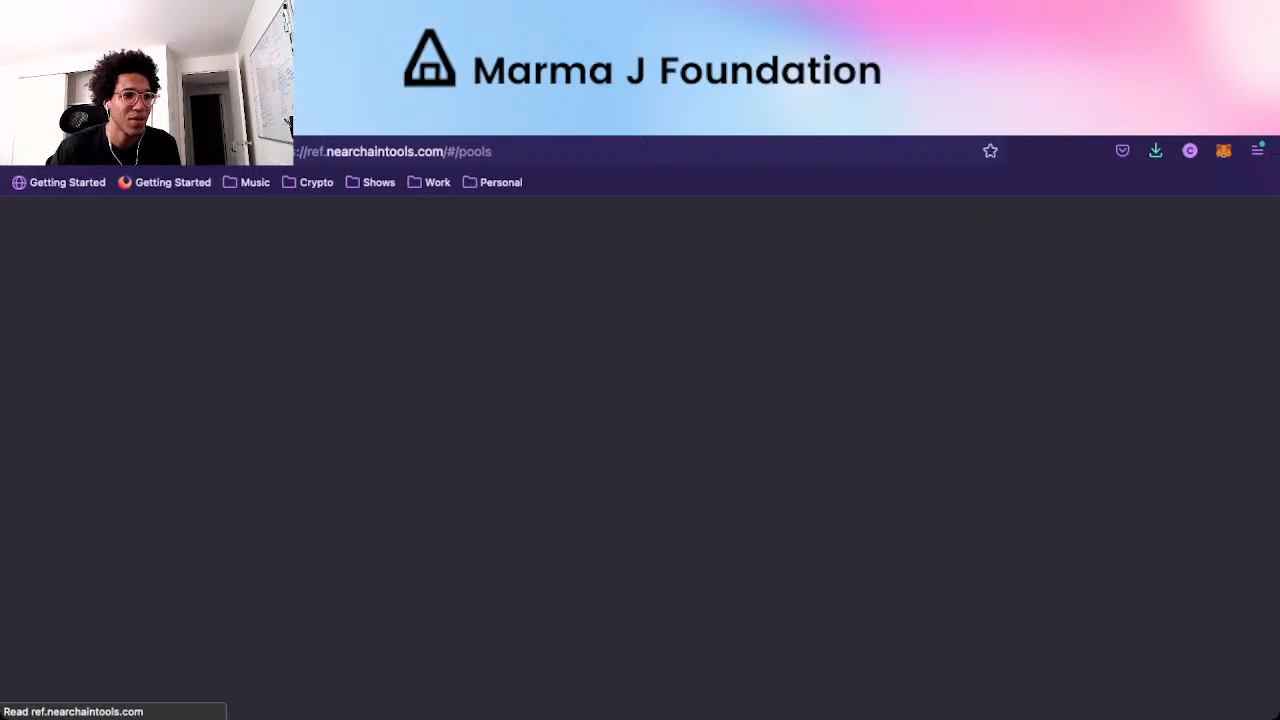 Marma J Foundation
://ref.nearchaintools.com/#/pools
Getting Started
Getting Started
Music
Crypto
Shows
Work
Personal
Read ref.nearchaintools.com